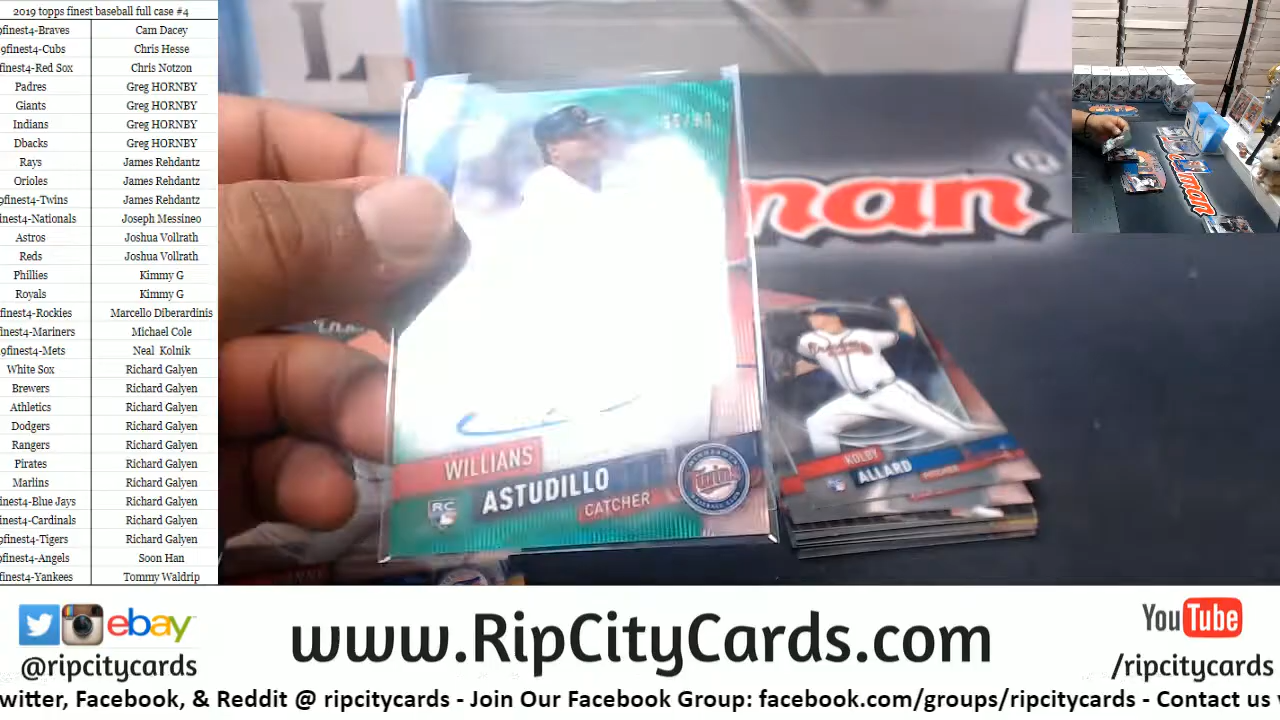 2019 topps finest baseball full case #4
9finest4-Braves Cam Dacey
9finest4-Cubs Chris Hesse
finest4-Red Sox Chris Notzon
Padres Greg HORNBY
Giants Greg HORNBY
Indians Greg HORNBY
Dbacks Greg HORNBY
Rays James Rehdantz
Orioles James Rehdantz
9finest4-Twins James Rehdantz
finest4-Nationals Joseph Messineo
Astros Joshua Vollrath
Reds Joshua Vollrath
Phillies Kimmy G
Royals Kimmy G
finest4-Rockies Marcello Diberardinis
inest4-Mariners Michael Cole
9finest4-Mets Neal Kolnik
White Sox Richard Galyen
Brewers Richard Galyen
Athletics Richard Galyen
Dodgers Richard Galyen
Rangers Richard Galyen
Pirates Richard Galyen
Marlins Richard Galyen
inest4-Blue Jays Richard Galyen
nest4-Cardinals Richard Galyen
9finest4-Tigers Richard Galyen
9finest4-Angels Soon Han
finest4-Yankees Tommy Waldrip
WILLIANS
ASTUDILLO
CATCHER
RC
man
KOLBY
ALLARD
PITCHER
man
ebay
@ripcitycards
www.RipCityCards.com
YouTube
/ripcitycards
witter, Facebook, & Reddit @ ripcitycards - Join Our Facebook Group: facebook.com/groups/ripcitycards - Contact us